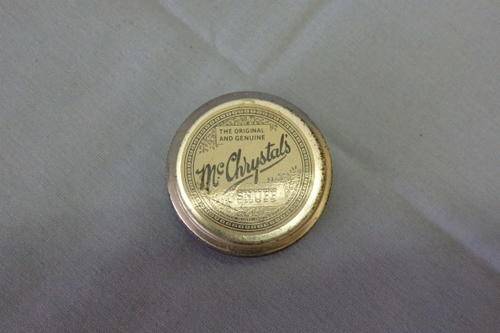 THE ORIGINAL
AND GENUINE
McChrystal's
SNUFF